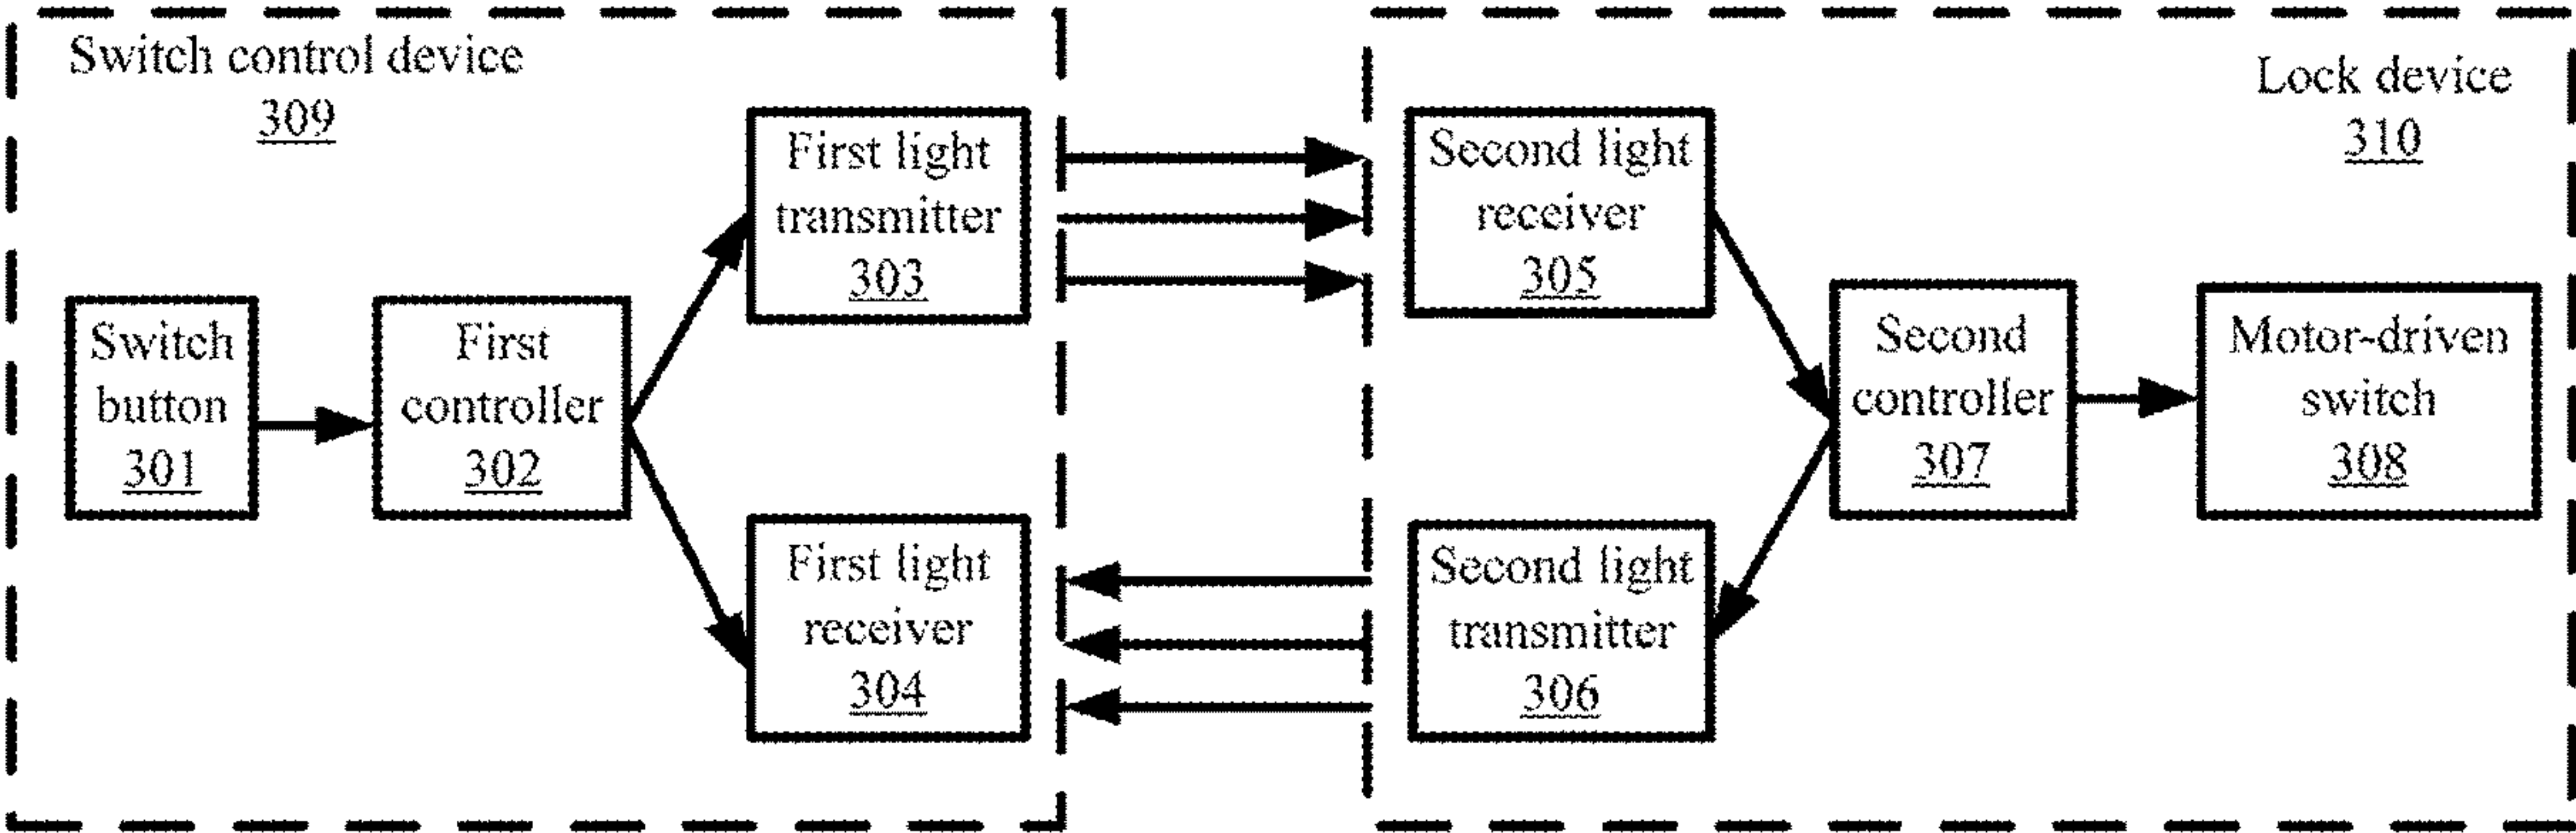 Switch control device
309
Lock device
310
First light
transmitter
303
Second light
receiver
305
Switch
button
301
First
controller
302
Second
controller
307
Motor-driven
switch
308
First light
receiver
304
Second light
transmitter
306